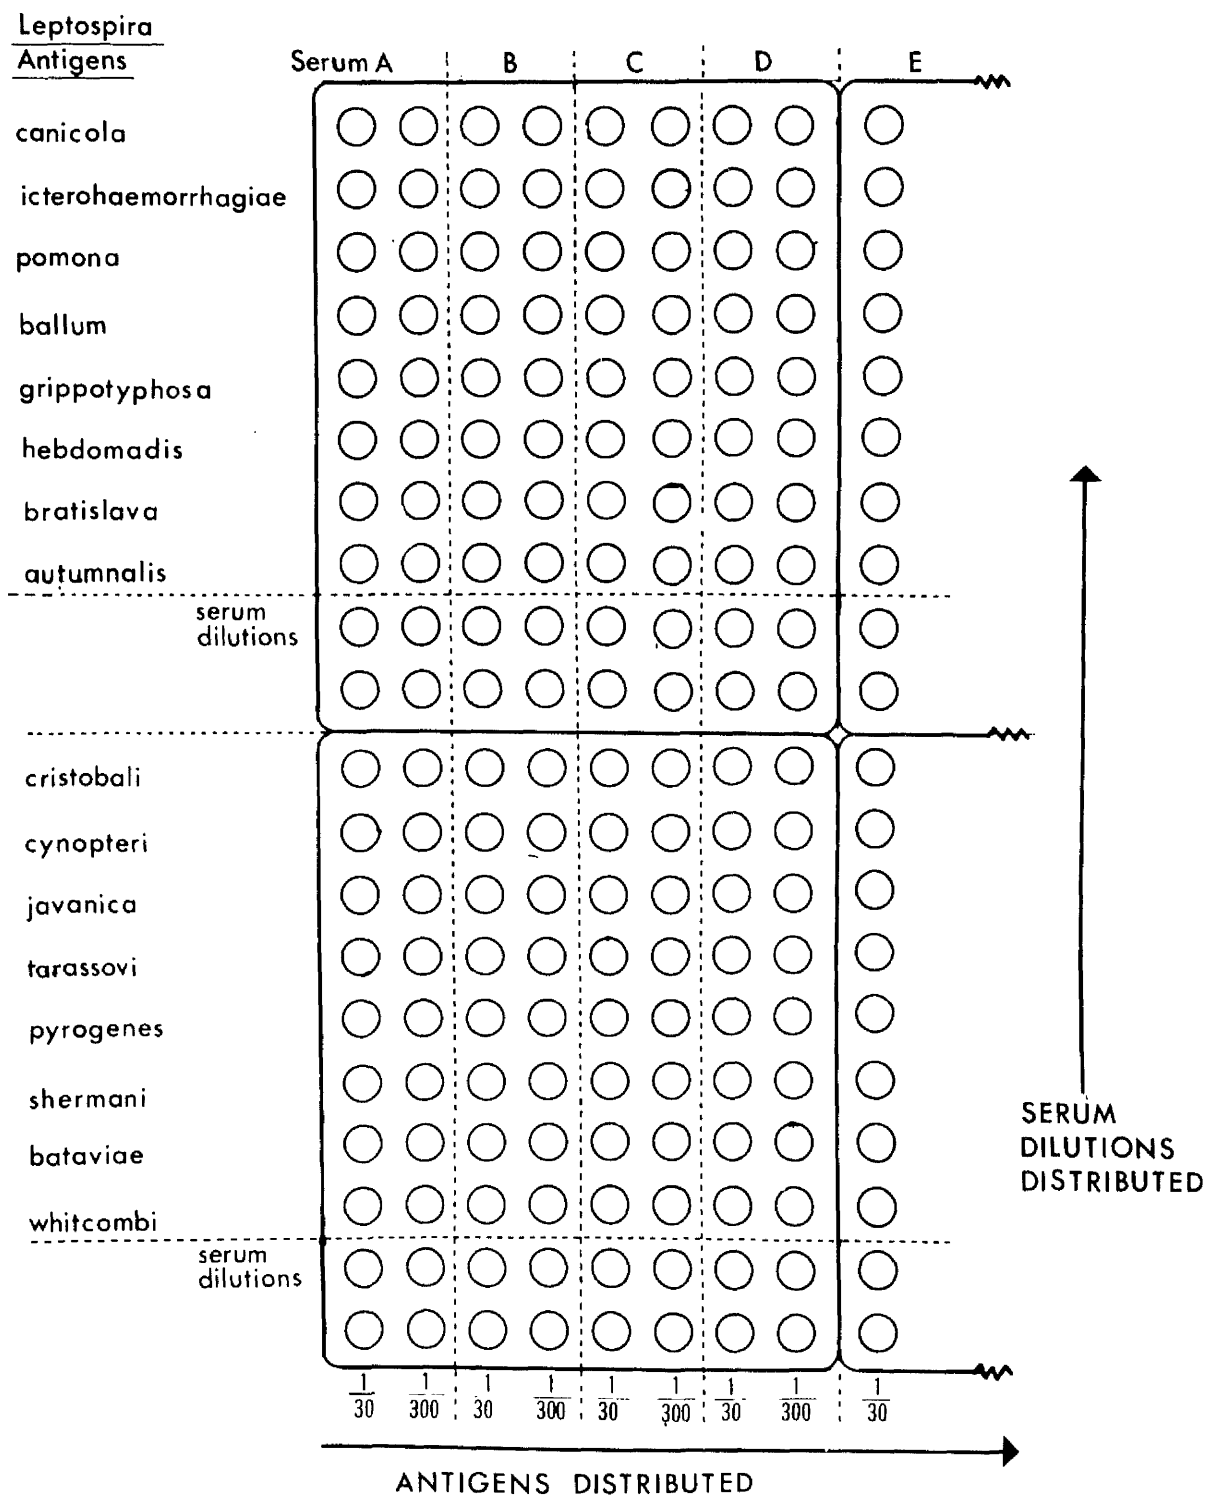 Leptospira
Antigens
Serum A B C D E
canicola
icterohaemorrhagiae
pomona
ballum
grippotyphosa
hebdomadis
bratislava
autumnalis
serum
dilutions
cristobali
cynopteri
javanica
tarassovi
pyrogenes
shermani
bataviae
whitcombi
serum
dilutions
SERUM
DILUTIONS
DISTRIBUTED
1/30 1/300 1/30 1/300 1/30 1/300 1/30 1/300 1/30
ANTIGENS DISTRIBUTED